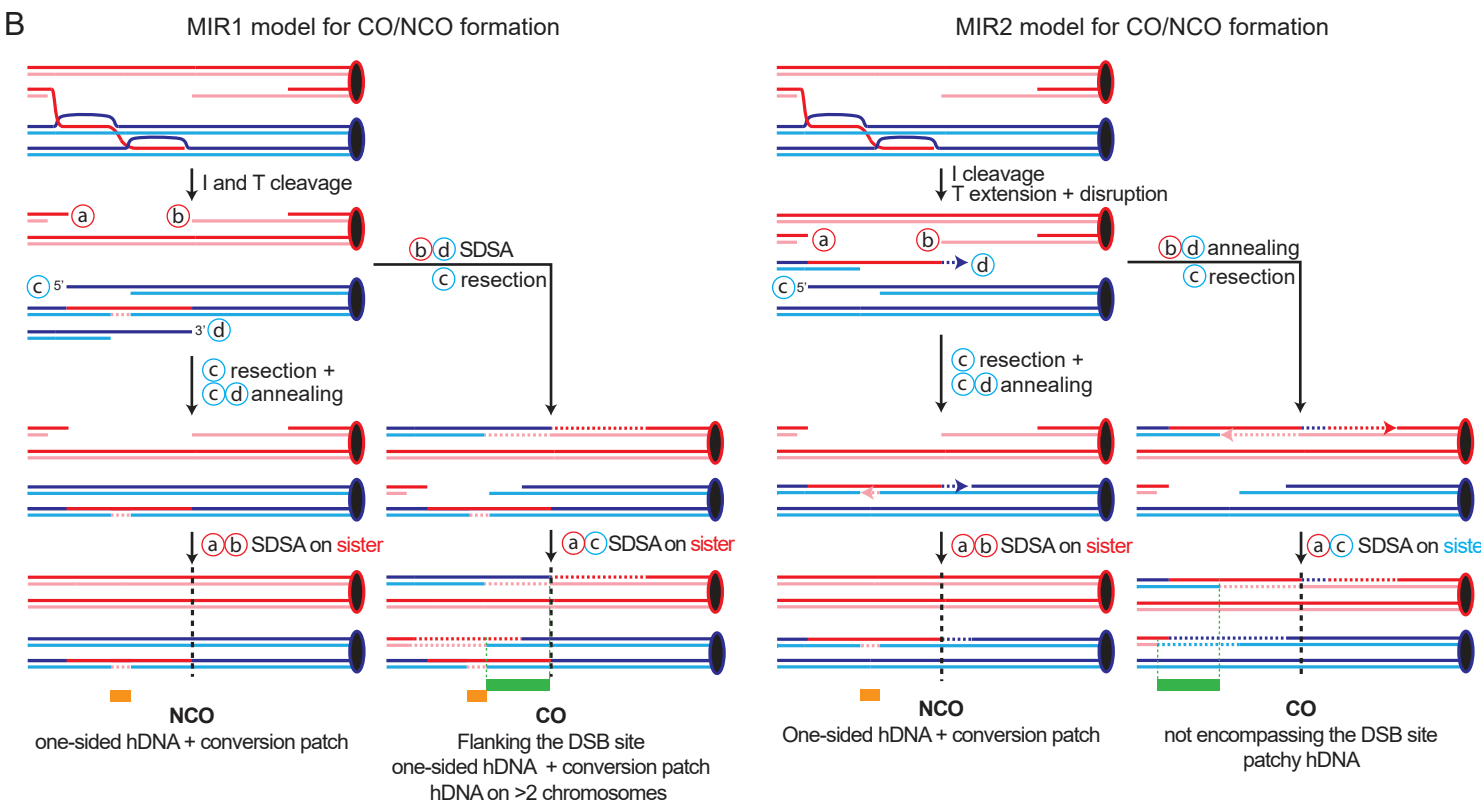 B
MIR1 model for CO/NCO formation
I and T cleavage
a
b
b d SDSA
c resection
c 5'
3' d
c resection +
c d annealing
a b SDSA on sister
a c SDSA on sister
NCO
one-sided hDNA + conversion patch
CO
Flanking the DSB site
one-sided hDNA + conversion patch
hDNA on >2 chromosomes
MIR2 model for CO/NCO formation
I cleavage
T extension + disruption
a
b
b d annealing
c resection
d
c 5'
c resection +
c d annealing
a b SDSA on sister
a c SDSA on siste
NCO
One-sided hDNA + conversion patch
CO
not encompassing the DSB site
patchy hDNA